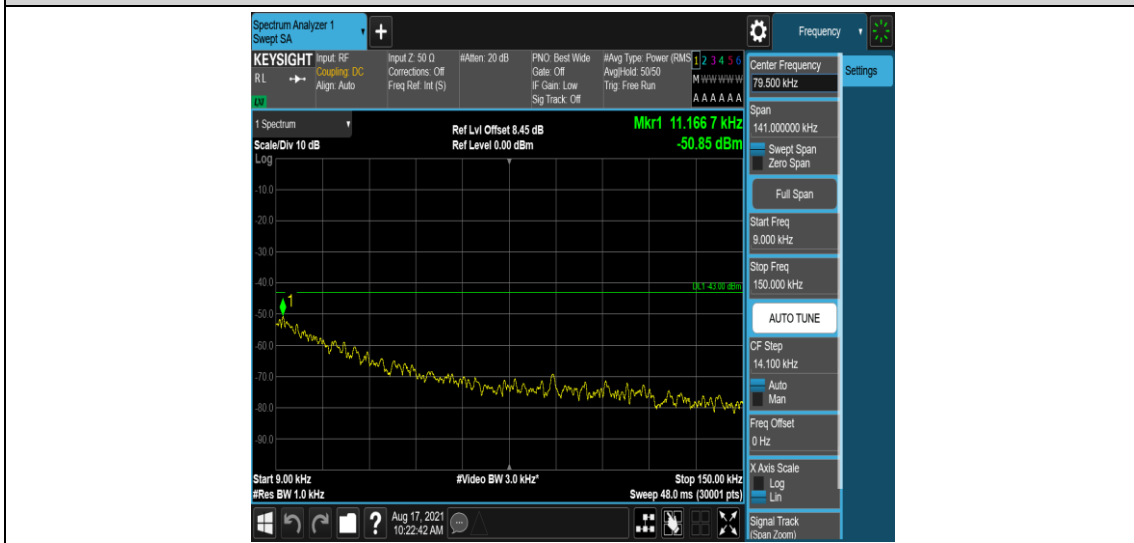 Spectrum Analyzer 1
Swept SA
+
Frequency
KEYSIGHT Input: RF Input Z: 50 Ω #Atten: 20 dB PNO: Best Wide #Avg Type: Power (RMS 1 2 3 4 5 6
RL Coupling: DC Corrections: Off Gate: Off Avg|Hold: 50/50 M W W W W W
Align: Auto Freq Ref: Int (S) IF Gain: Low Trig: Free Run
Sig Track: Off A A A A A A
LXI
1 Spectrum
Scale/Div 10 dB
Ref Lvl Offset 8.45 dB
Ref Level 0.00 dBm
Mkr1 11.166 7 kHz
-50.85 dBm
Log
-10.0
-20.0
-30.0
-40.0
DL1 -43.00 dBm
1
-50.0
-60.0
-70.0
-80.0
-90.0
Start 9.00 kHz #Video BW 3.0 kHz* Stop 150.00 kHz
#Res BW 1.0 kHz Sweep 48.0 ms (30001 pts)
?
Aug 17, 2021
10:22:42 AM
Center Frequency
79.500 kHz
Settings
Span
141.000000 kHz
Swept Span
Zero Span
Full Span
Start Freq
9.000 kHz
Stop Freq
150.000 kHz
AUTO TUNE
CF Step
14.100 kHz
Auto
Man
Freq Offset
0 Hz
X Axis Scale
Log
Lin
Signal Track
(Span Zoom)